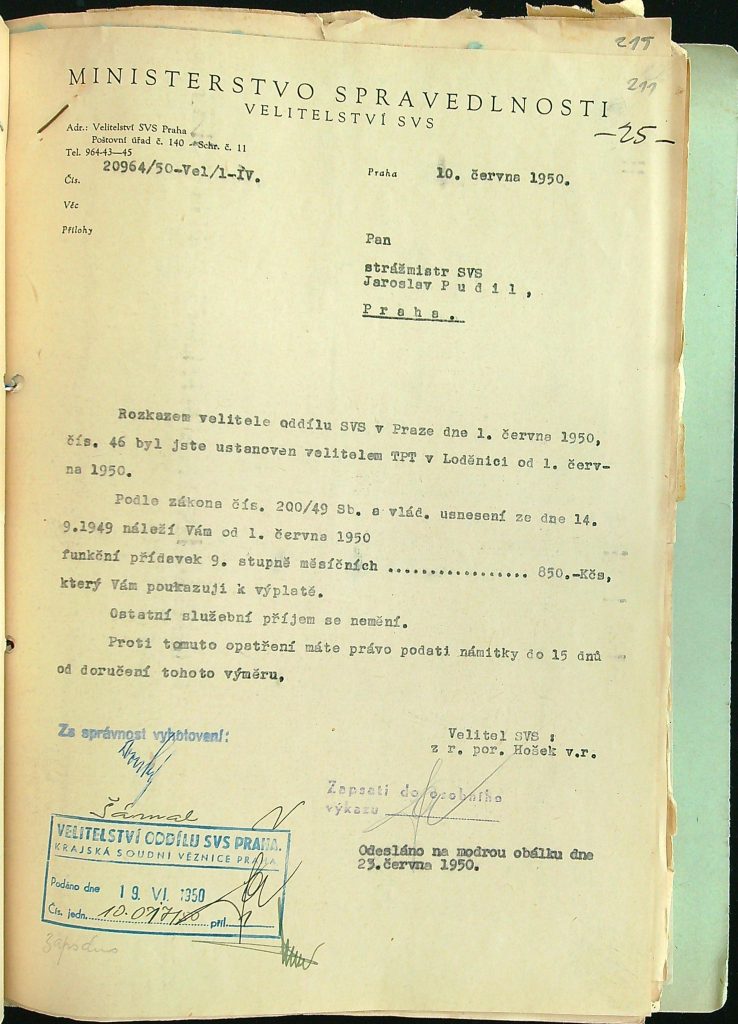 215
211
MINISTERSTVO SPRAVEDLNOSTI
VELITELSTVÍ SVS
-25-
Adr.: Velitelství SVS Praha
Poštovní úřad č. 140 - Schr. č. 11
Tel. 964-43—45
Čís. 20964/50-Vel/1-IV.
Praha 10. června 1950.
Věc
Přílohy
Pan
strážmistr SVS
Jaroslav P u d i l ,
P r a h a .
Rozkazem velitele oddílu SVS v Praze dne 1. června 1950,
čís. 46 byl jste ustanoven velitelem TPT v Loděnici od 1. červ-
na 1950.
Podle zákona čís. 200/49 Sb. a vlád. usnesení ze dne 14.
9.1949 náleží Vám od 1. června 1950
funkční přídavek 9. stupně měsíčních ................. 850.-Kčs,
který Vám poukazuji k výplatě.
Ostatní služební příjem se nemění.
Proti tomuto opatření máte právo podati námitky do 15 dnů
od doručení tohoto výměru.
Za správnost vyhotovení:
Velitel SVS :
z r. por. Hošek v.r.
Zapsati do osobního
výkazu
Šámal
VELITELSTVÍ ODDÍLU SVS PRAHA.
KRAJSKÁ SOUDNÍ VĚZNICE PRAHA
Podáno dne 19. VI. 1950
Čís. jedn. příl.
Odesláno na modrou obálku dne
23.června 1950.